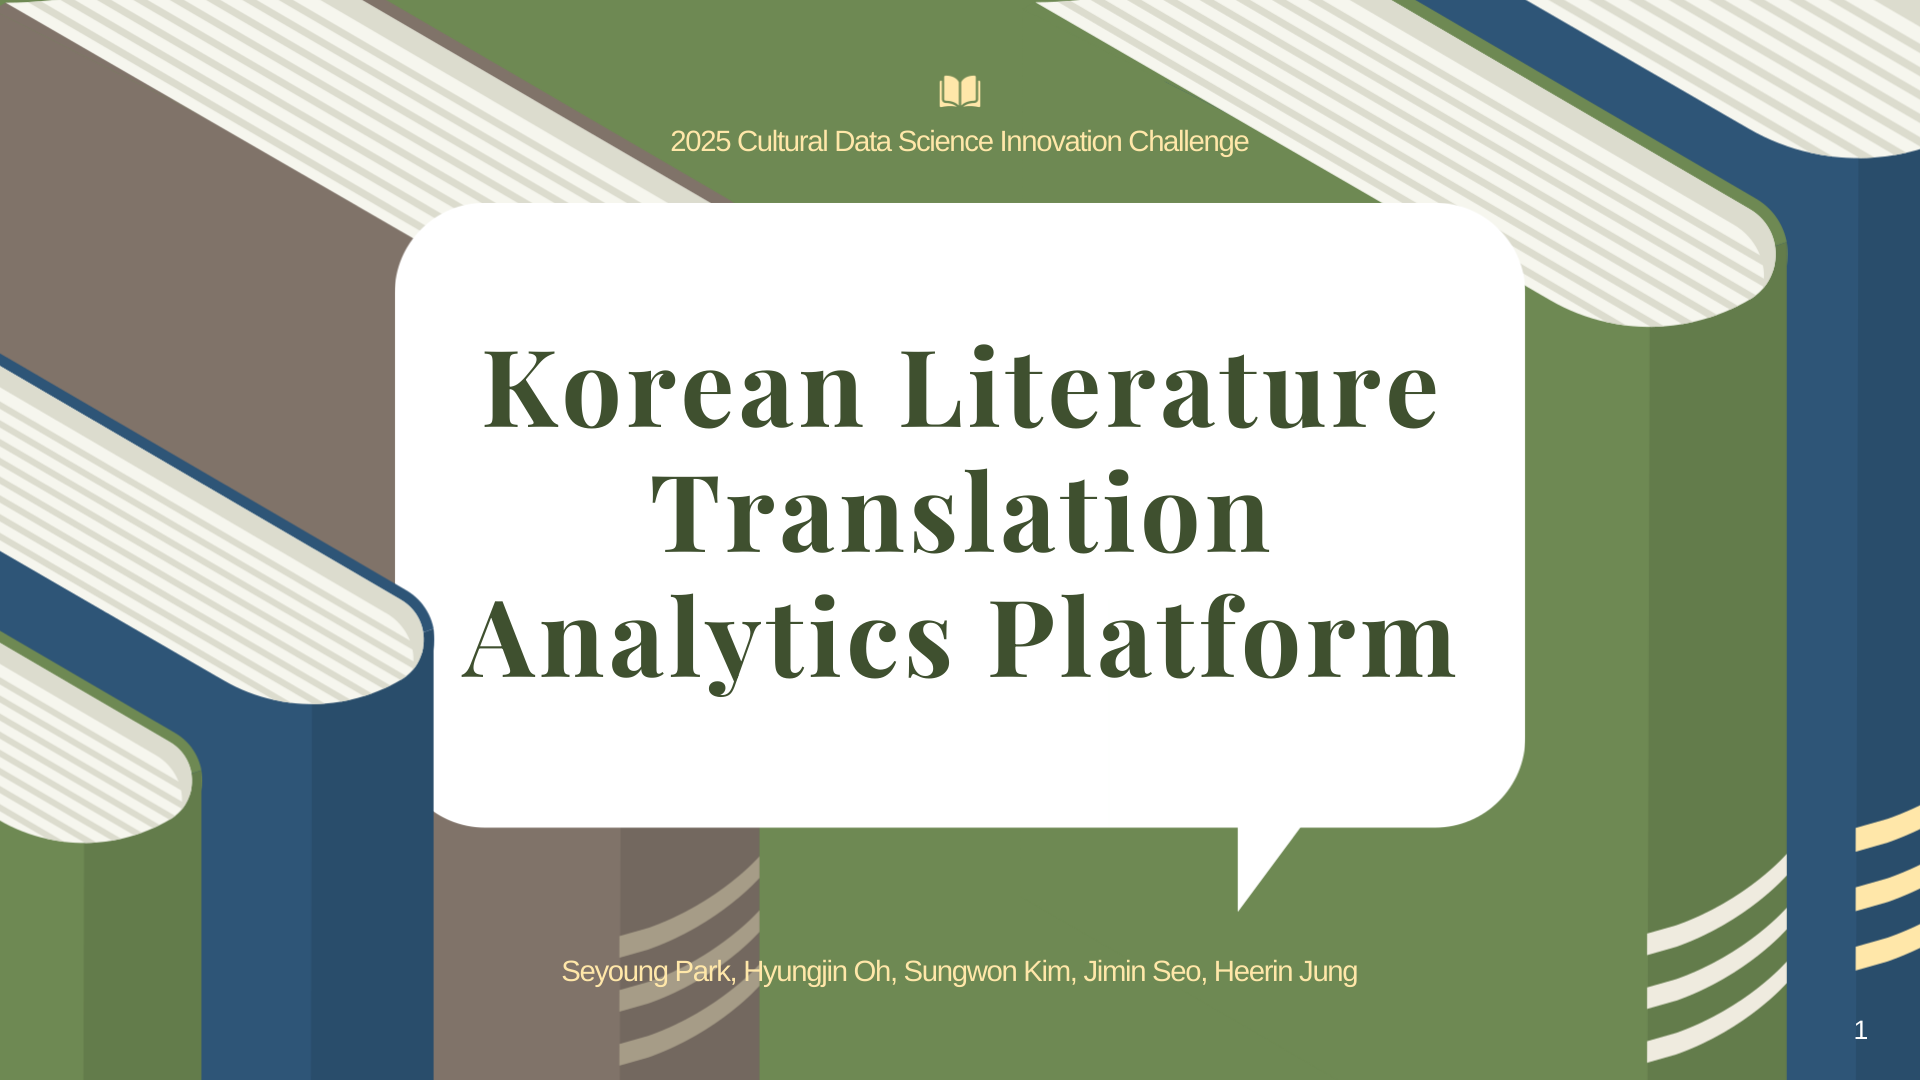 2025 Cultural Data Science Innovation Challenge
Korean Literature
Translation
Analytics Platform
Seyoung Park, Hyungjin Oh, Sungwon Kim, Jimin Seo, Heerin Jung
1